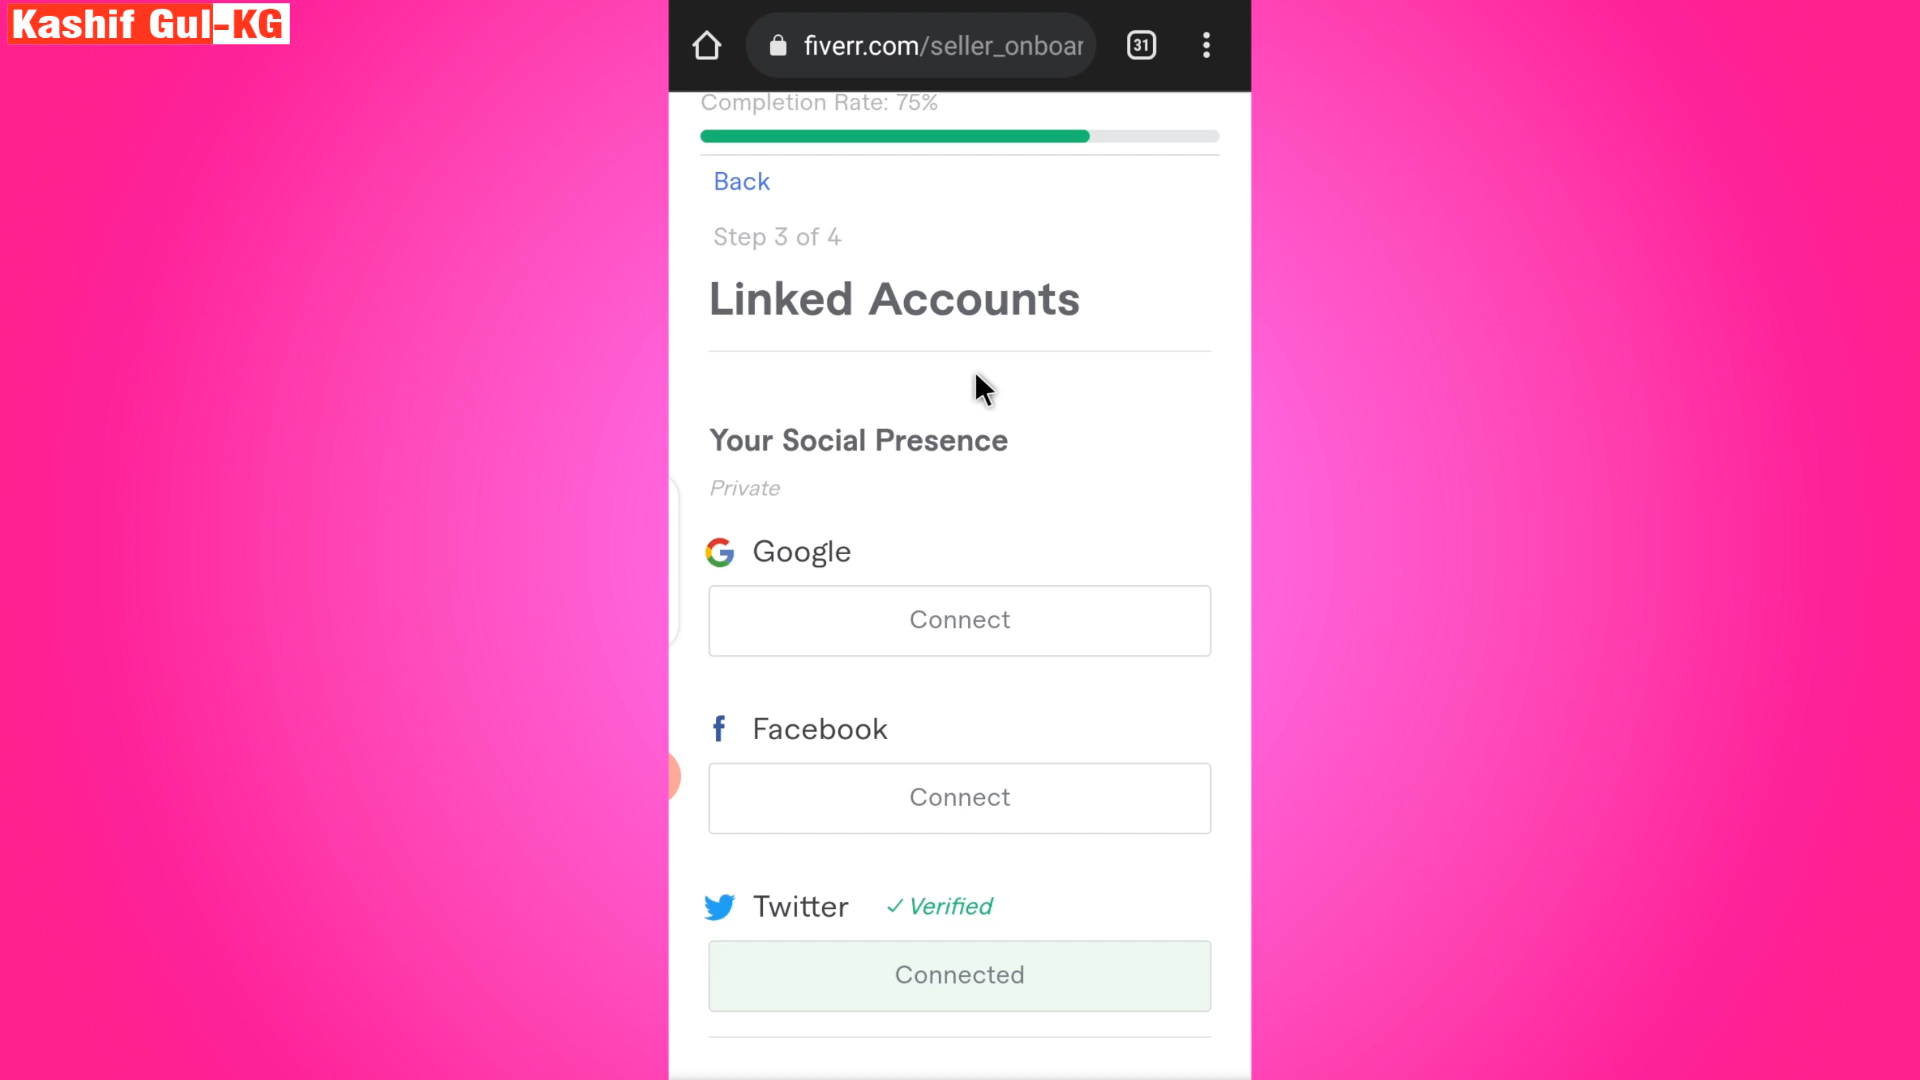 Kashif Gul-KG
fiverr.com/seller_onboar
31
Completion Rate: 75%
Back
Step 3 of 4
Linked Accounts
Your Social Presence
Private
Google
Connect
Facebook
Connect
Twitter ✓ Verified
Connected